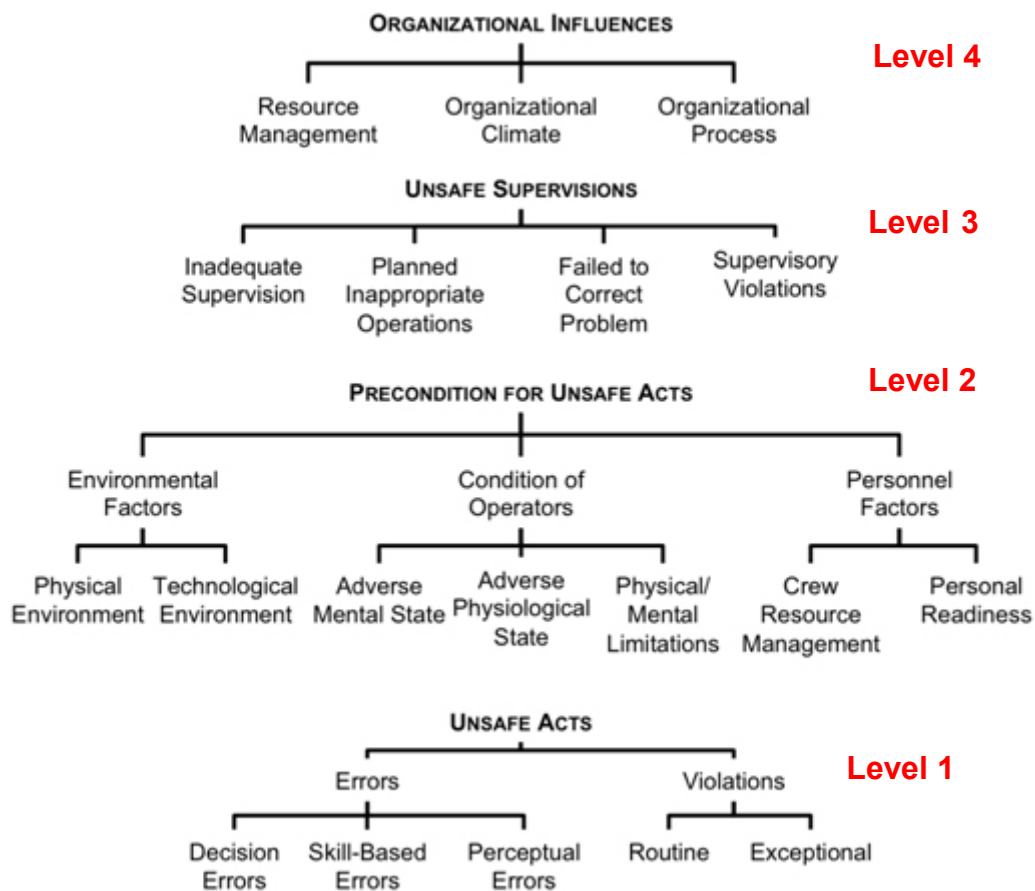 ORGANIZATIONAL INFLUENCES
Level 4
Resource
Management
Organizational
Climate
Organizational
Process
UNSAFE SUPERVISIONS
Level 3
Inadequate
Supervision
Planned
Inappropriate
Operations
Failed to
Correct
Problem
Supervisory
Violations
Level 2
PRECONDITION FOR UNSAFE ACTS
Environmental
Factors
Condition of
Operators
Personnel
Factors
Physical
Environment
Technological
Environment
Adverse
Mental State
Adverse
Physiological
State
Physical/
Mental
Limitations
Crew
Resource
Management
Personal
Readiness
UNSAFE ACTS
Level 1
Errors
Violations
Decision
Errors
Skill-Based
Errors
Perceptual
Errors
Routine
Exceptional